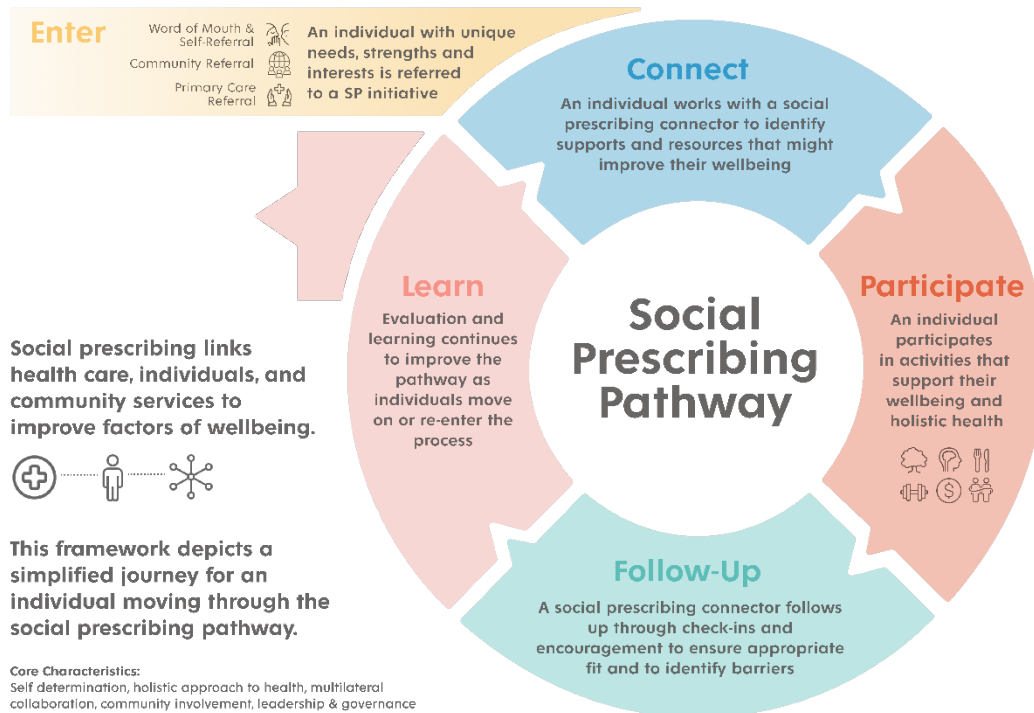 Enter
Word of Mouth &
Self-Referral
Community Referral
Primary Care
Referral
An individual with unique
needs, strengths and
interests is referred
to a SP initiative
Connect
An individual works with a social
prescribing connector to identify
supports and resources that might
improve their wellbeing
Participate
An individual
participates
in activities that
support their
wellbeing and
holistic health
$
Follow-Up
A social prescribing connector follows
up through check-ins and
encouragement to ensure appropriate
fit and to identify barriers
Learn
Evaluation and
learning continues
to improve the
pathway as
individuals move
on or re-enter the
process
Social
Prescribing
Pathway
Social prescribing links
health care, individuals, and
community services to
improve factors of wellbeing.
This framework depicts a
simplified journey for an
individual moving through the
social prescribing pathway.
Core Characteristics:
Self determination, holistic approach to health, multilateral
collaboration, community involvement, leadership & governance